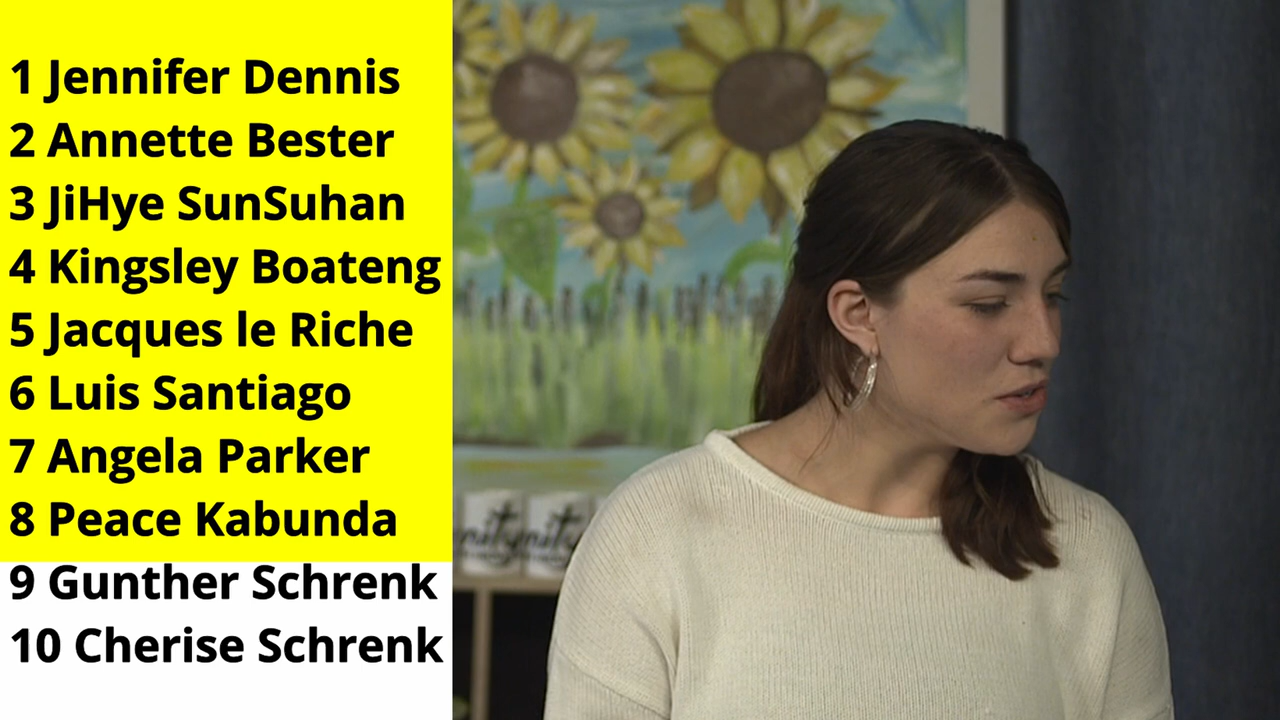 1 Jennifer Dennis
2 Annette Bester
3 JiHye SunSuhan
4 Kingsley Boateng
5 Jacques le Riche
6 Luis Santiago
7 Angela Parker
8 Peace Kabunda
9 Gunther Schrenk
10 Cherise Schrenk